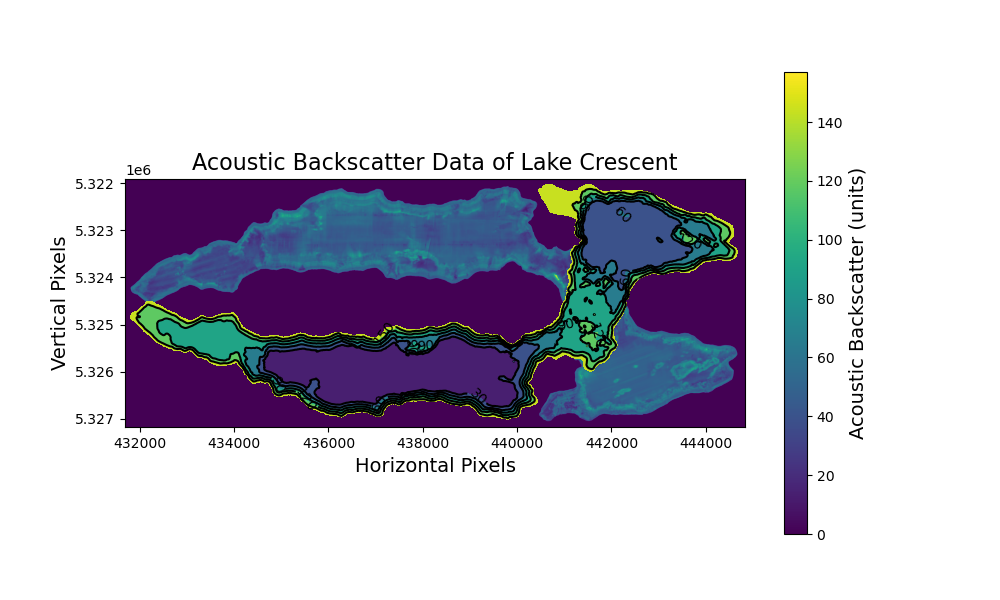 Acoustic Backscatter Data of Lake Crescent
1e6
5.322
5.323
5.324
5.325
5.326
5.327
Vertical Pixels
432000 434000 436000 438000 440000 442000 444000
Horizontal Pixels
60
30
140
120
100
80
60
40
20
0
Acoustic Backscatter (units)